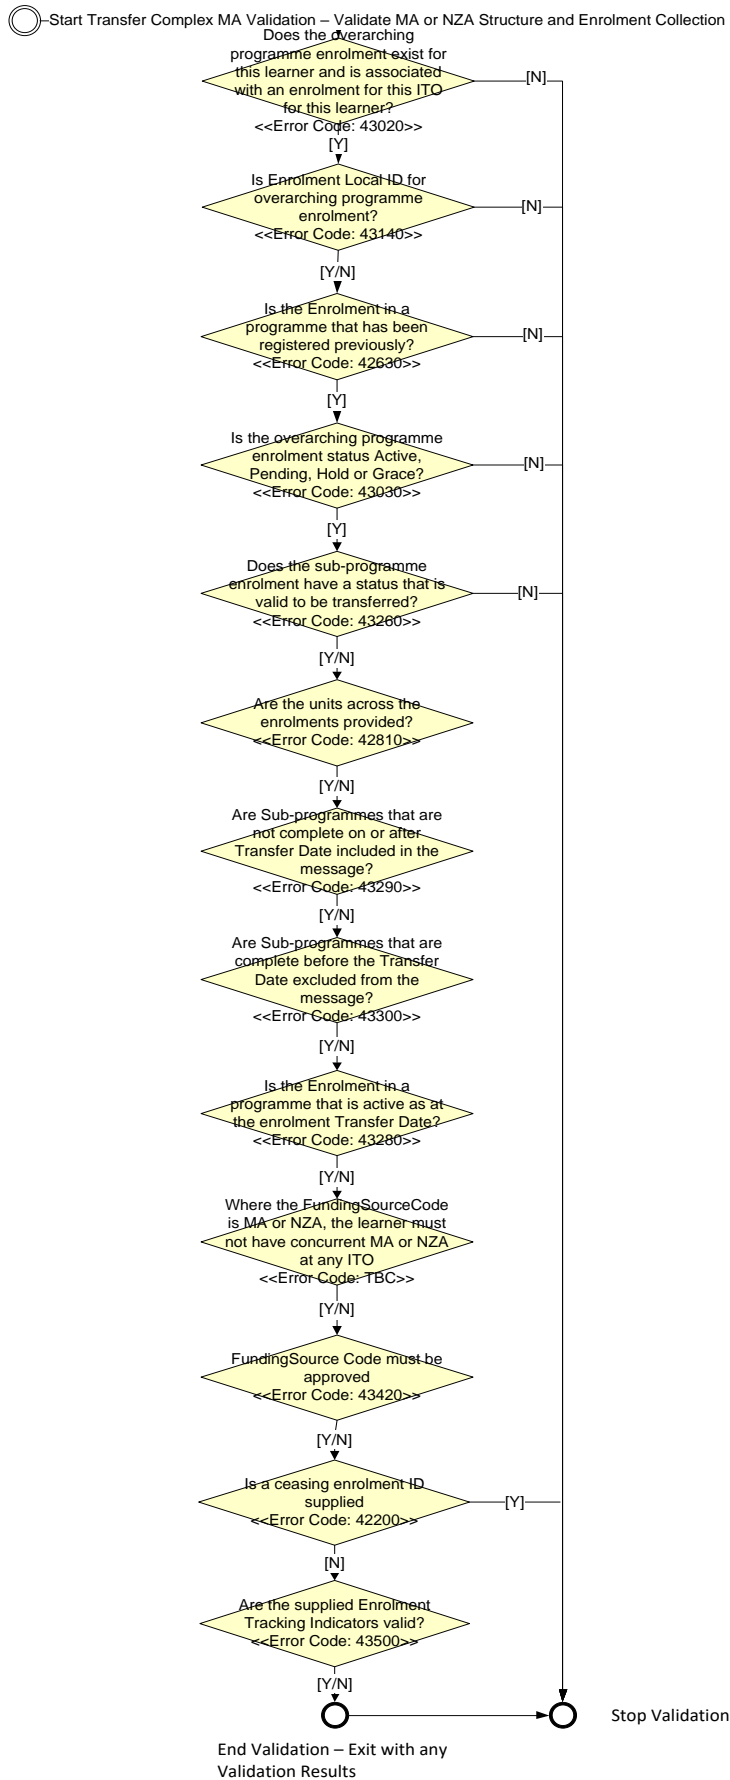 Start Transfer Complex MA Validation – Validate MA or NZA Structure and Enrolment Collection
Does the overarching
programme enrolment exist for
this learner and is associated
with an enrolment for this ITO
for this learner?
<<Error Code: 43020>>
[N]
[Y]
Is Enrolment Local ID for
overarching programme
enrolment?
<<Error Code: 43140>>
[N]
[Y/N]
Is the Enrolment in a
programme that has been
registered previously?
<<Error Code: 42630>>
[N]
[Y]
Is the overarching programme
enrolment status Active,
Pending, Hold or Grace?
<<Error Code: 43030>>
[N]
[Y]
Does the sub-programme
enrolment have a status that is
valid to be transferred?
<<Error Code: 43260>>
[N]
[Y/N]
Are the units across the
enrolments provided?
<<Error Code: 42810>>
[Y/N]
Are Sub-programmes that are
not complete on or after
Transfer Date included in the
message?
<<Error Code: 43290>>
[Y/N]
Are Sub-programmes that are
complete before the Transfer
Date excluded from the
message?
<<Error Code: 43300>>
[Y/N]
Is the Enrolment in a
programme that is active as at
the enrolment Transfer Date?
<<Error Code: 43280>>
[Y/N]
Where the FundingSourceCode
is MA or NZA, the learner must
not have concurrent MA or NZA
at any ITO
<<Error Code: TBC>>
[Y/N]
FundingSource Code must be
approved
<<Error Code: 43420>>
[Y/N]
Is a ceasing enrolment ID
supplied
<<Error Code: 42200>>
[Y]
[N]
Are the supplied Enrolment
Tracking Indicators valid?
<<Error Code: 43500>>
[Y/N]
Stop Validation
End Validation – Exit with any
Validation Results